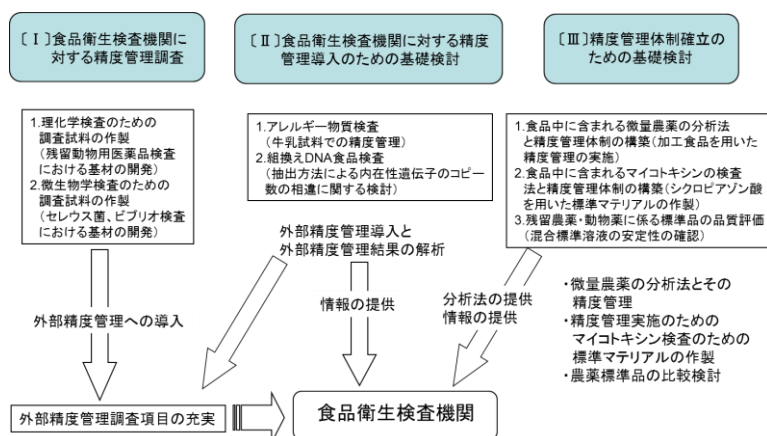 〔Ⅰ〕食品衛生検査機関に
対する精度管理調査
〔Ⅱ〕食品衛生検査機関に対する精度
管理導入のための基礎検討
〔Ⅲ〕精度管理体制確立の
ための基礎検討
1.理化学検査のための
調査試料の作製
(残留動物用医薬品検査
における基材の開発)
2.微生物学検査のための
調査試料の作製
(セレウス菌、ビブリオ検査
における基材の開発)
1.アレルギー物質検査
(牛乳試料での精度管理)
2.組換えDNA食品検査
(抽出方法による内在性遺伝子のコピー
数の相違に関する検討)
1.食品中に含まれる微量農薬の分析法
と精度管理体制の構築(加工食品を用いた
精度管理の実施)
2.食品中に含まれるマイコトキシンの検査
法と精度管理体制の構築(シクロピアゾン酸
を用いた標準マテリアルの作製)
3.残留農薬・動物薬に係る標準品の品質評価
(混合標準溶液の安定性の確認)
外部精度管理導入と
外部精度管理結果の解析
外部精度管理への導入
情報の提供
分析法の提供
情報の提供
・微量農薬の分析法とその
精度管理
・精度管理実施のための
マイコトキシン検査のための
標準マテリアルの作製
・農薬標準品の比較検討
外部精度管理調査項目の充実
食品衛生検査機関